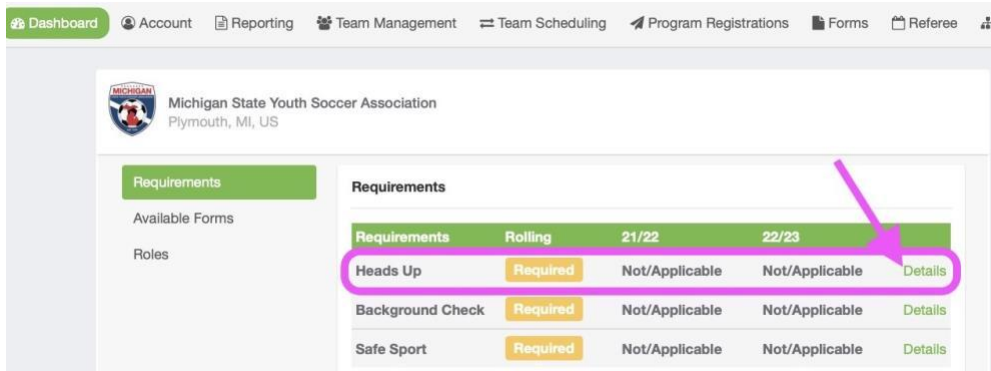 Dashboard Account Reporting Team Management Team Scheduling Program Registrations Forms Referee
MICHIGAN
Michigan State Youth Soccer Association
Plymouth, MI, US
Requirements
Available Forms
Roles
Requirements
Requirements Rolling 21/22 22/23
Heads Up Required Not/Applicable Not/Applicable Details
Background Check Required Not/Applicable Not/Applicable Details
Safe Sport Required Not/Applicable Not/Applicable Details